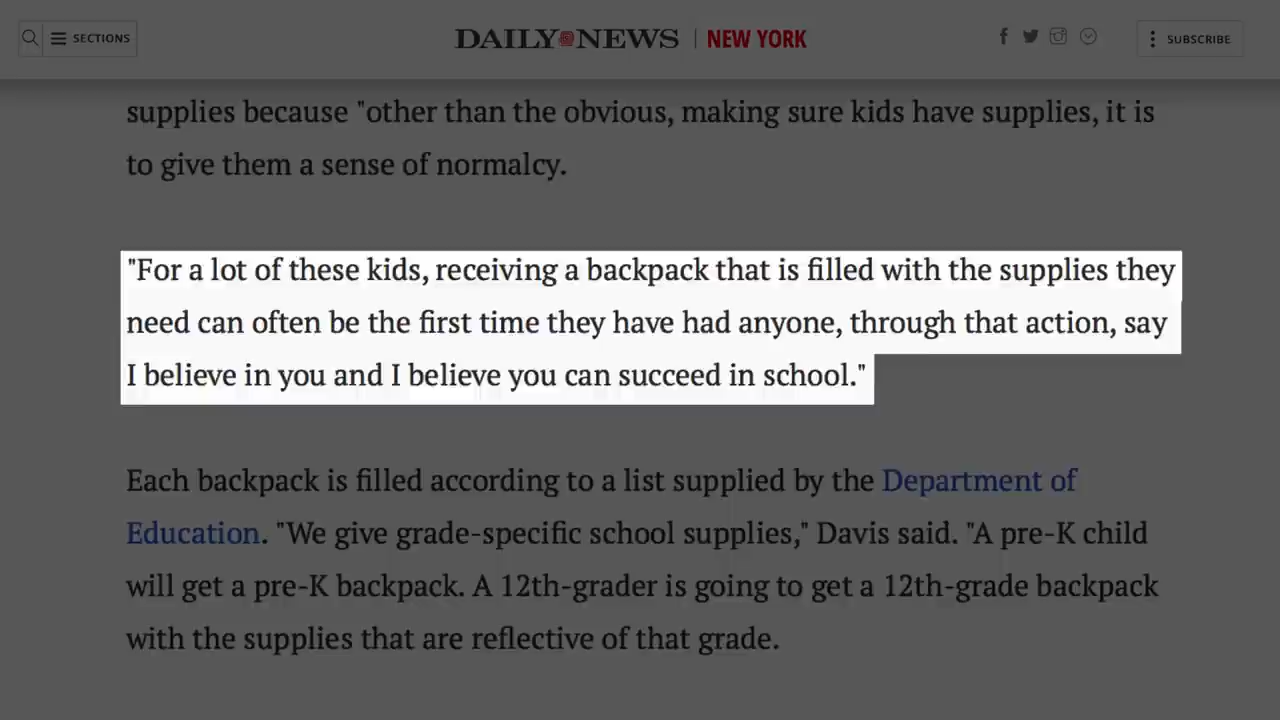 SECTIONS
DAILY NEWS | NEW YORK
SUBSCRIBE
supplies because "other than the obvious, making sure kids have supplies, it is
to give them a sense of normalcy.
"For a lot of these kids, receiving a backpack that is filled with the supplies they
need can often be the first time they have had anyone, through that action, say
I believe in you and I believe you can succeed in school."
Each backpack is filled according to a list supplied by the Department of
Education. "We give grade-specific school supplies," Davis said. "A pre-K child
will get a pre-K backpack. A 12th-grader is going to get a 12th-grade backpack
with the supplies that are reflective of that grade.